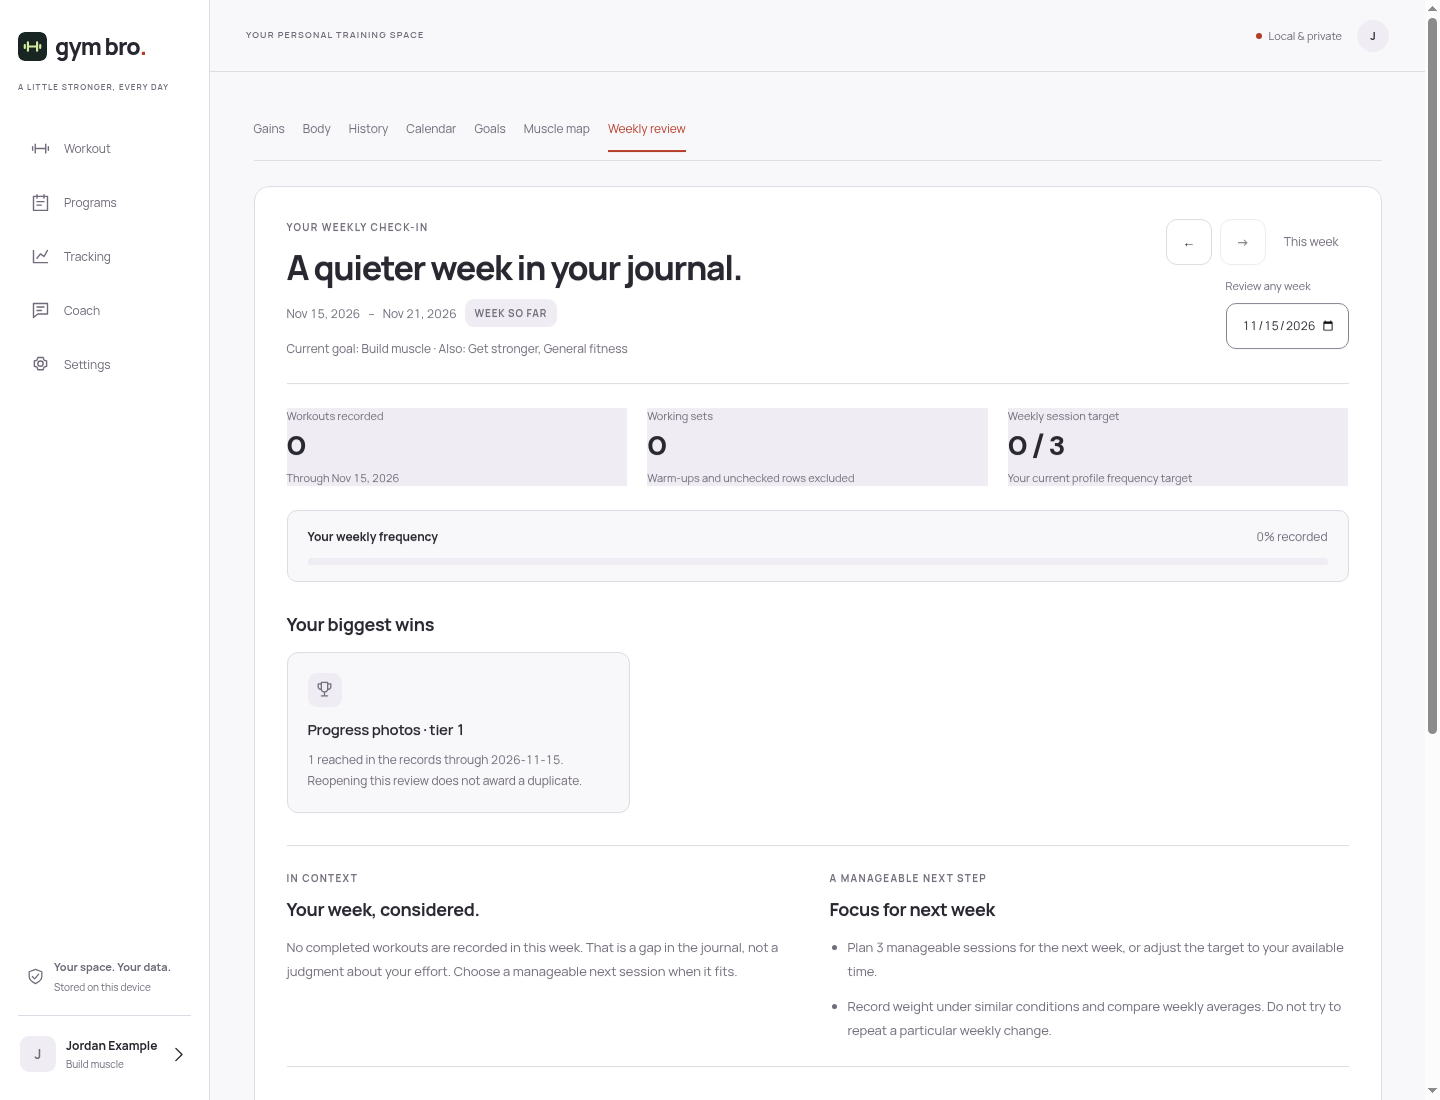 gym bro.
A LITTLE STRONGER, EVERY DAY
Workout
Programs
Tracking
Coach
Settings
Your space. Your data.
Stored on this device
J
Jordan Example
Build muscle
YOUR PERSONAL TRAINING SPACE
Local & private
J
Gains
Body
History
Calendar
Goals
Muscle map
Weekly review
YOUR WEEKLY CHECK-IN
A quieter week in your journal.
Nov 15, 2026 – Nov 21, 2026 WEEK SO FAR
Current goal: Build muscle · Also: Get stronger, General fitness
← → This week
Review any week
11/15/2026
Workouts recorded
0
Through Nov 15, 2026
Working sets
0
Warm-ups and unchecked rows excluded
Weekly session target
0 / 3
Your current profile frequency target
Your weekly frequency
0% recorded
Your biggest wins
Progress photos · tier 1
1 reached in the records through 2026-11-15.
Reopening this review does not award a duplicate.
IN CONTEXT
Your week, considered.
No completed workouts are recorded in this week. That is a gap in the journal, not a
judgment about your effort. Choose a manageable next session when it fits.
A MANAGEABLE NEXT STEP
Focus for next week
Plan 3 manageable sessions for the next week, or adjust the target to your available
time.
Record weight under similar conditions and compare weekly averages. Do not try to
repeat a particular weekly change.